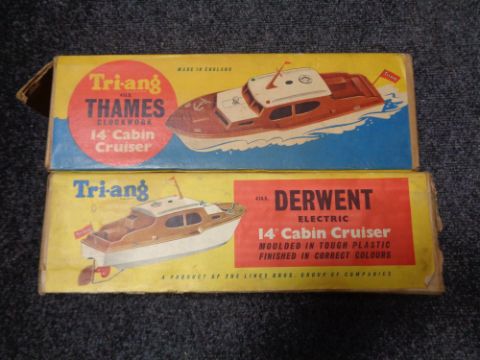 Tri-ang
THAMES
CLOCKWORK
14" Cabin
Cruiser
MADE IN ENGLAND
Tri-ang
DERWENT
ELECTRIC
14" Cabin Cruiser
MOULDED IN TOUGH PLASTIC
FINISHED IN CORRECT COLOURS
A PRODUCT OF THE LINES BROS. GROUP OF COMPANIES